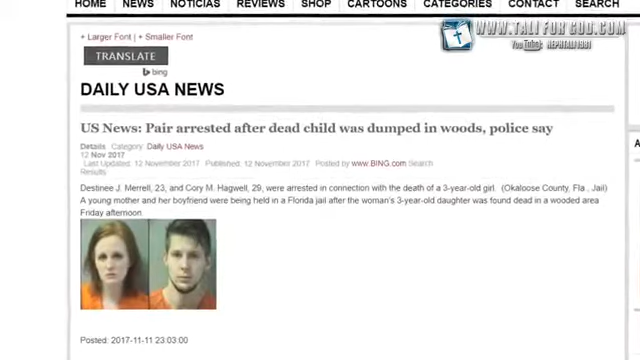 HOME NEWS NOTICIAS REVIEWS SHOP CARTOONS CATEGORIES CONTACT SEARCH
WWW.TALIFORGOD.COM
YouTube: NEPHTALI1981
+ Larger Font | + Smaller Font
TRANSLATE
bing
DAILY USA NEWS
US News: Pair arrested after dead child was dumped in woods, police say
Details Category: Daily USA News
12 Nov 2017
Last Updated: 12 November 2017 Published: 12 November 2017 Posted by www.BING.com Search
Results
Destinee J. Merrell, 23, and Cory M. Hagwell, 29, were arrested in connection with the death of a 3-year-old girl. (Okaloose County, Fla , Jail)
A young mother and her boyfriend were being held in a Florida jail after the woman's 3-year-old daughter was found dead in a wooded area
Friday afternoon.
Posted: 2017-11-11 23:03:00